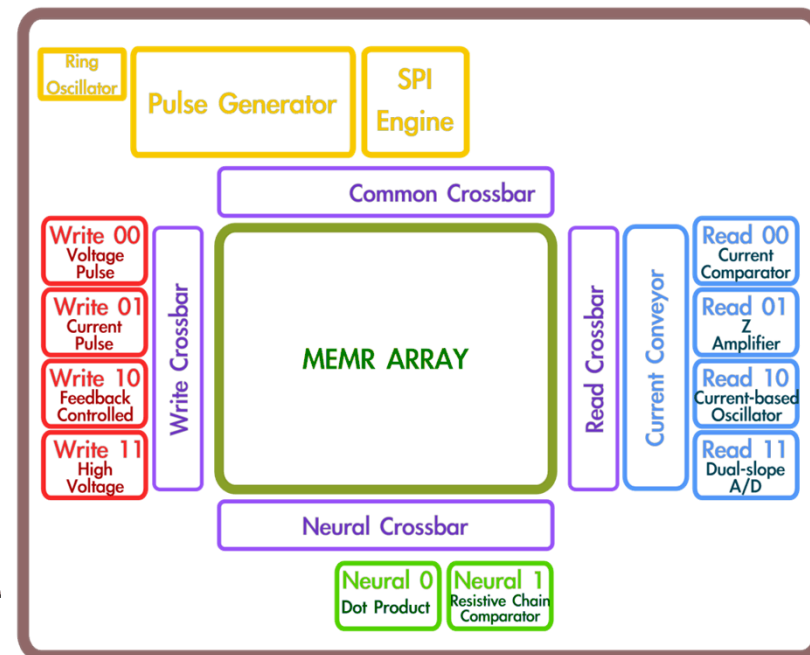 Ring
Oscillator
Pulse Generator
SPI
Engine
Common Crossbar
Write 00
Voltage
Pulse
Write 01
Current
Pulse
Write 10
Feedback
Controlled
Write 11
High
Voltage
Write Crossbar
MEMR ARRAY
Read Crossbar
Current Conveyor
Read 00
Current
Comparator
Read 01
Z
Amplifier
Read 10
Current-based
Oscillator
Read 11
Dual-slope
A/D
Neural Crossbar
Neural 0
Dot Product
Neural 1
Resistive Chain
Comparator